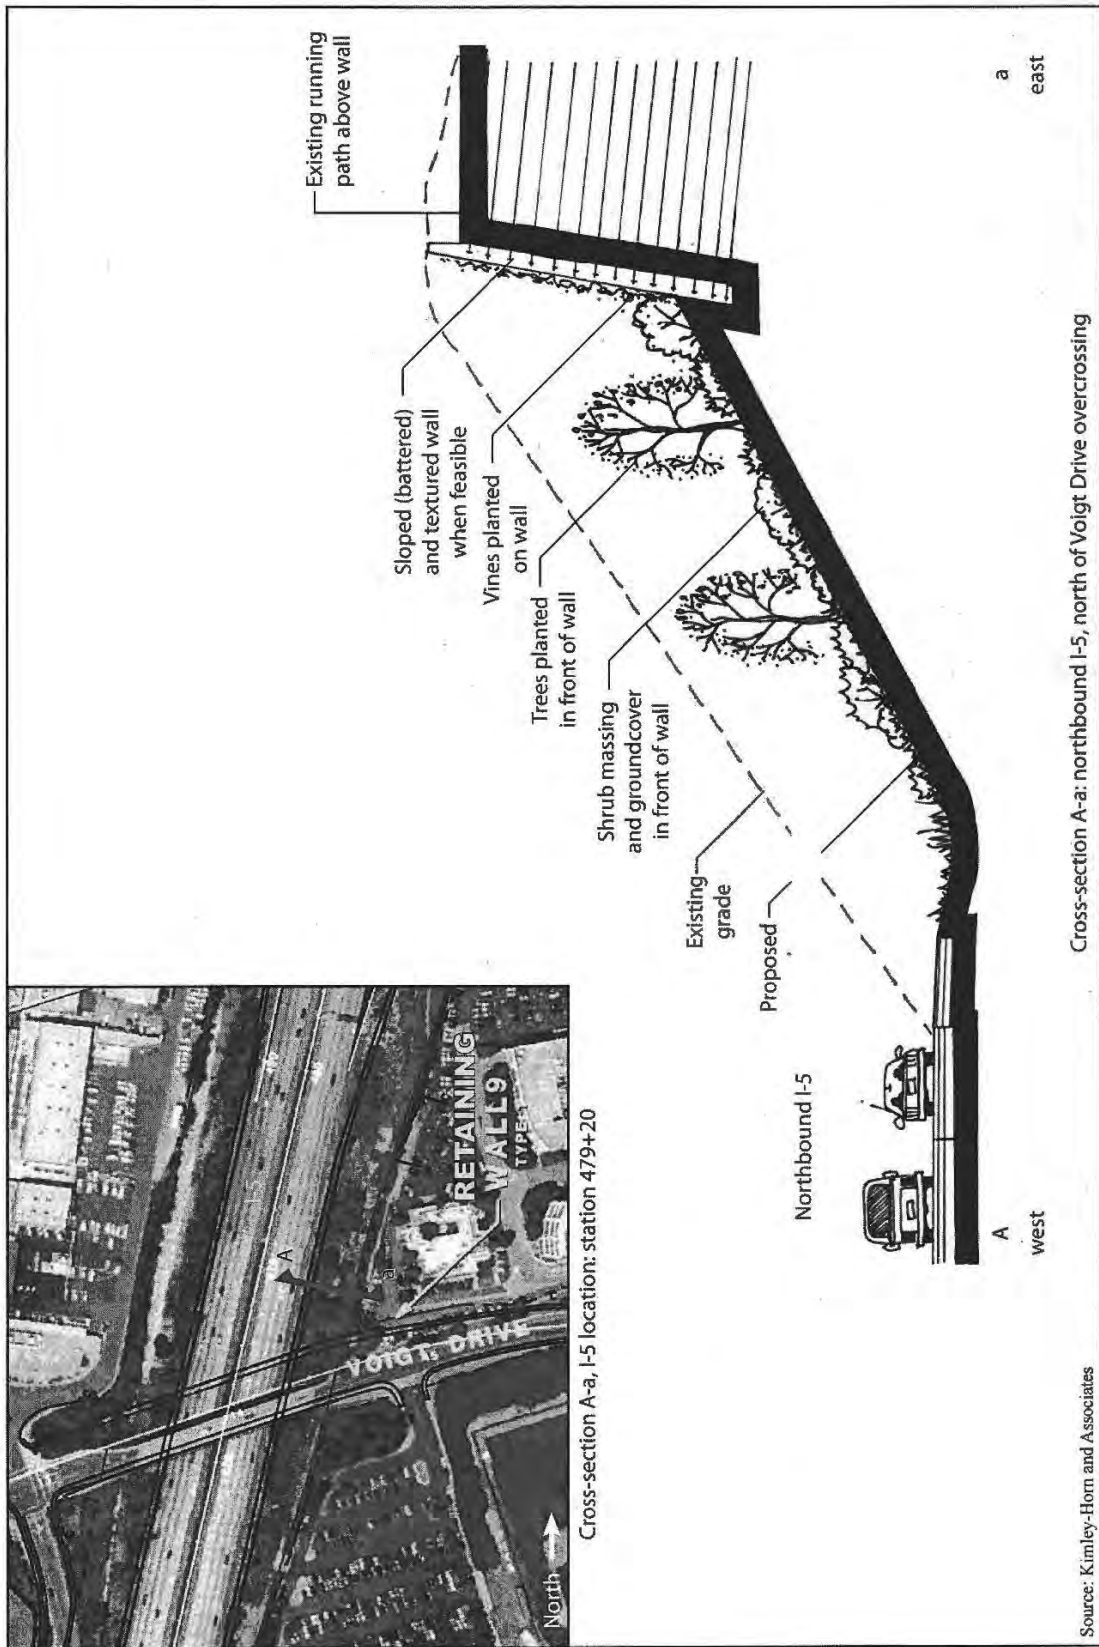 RETAINING
WALL 9
TYPE 1
VOIGT DRIVE
A
a
North
Cross-section A-a, I-5 location: station 479+20
Existing running
path above wall
Sloped (battered)
and textured wall
when feasible
Vines planted
on wall
Trees planted
in front of wall
Shrub massing
and groundcover
in front of wall
Existing
grade
Proposed
Northbound I-5
A
west
a
east
Cross-section A-a: northbound I-5, north of Voigt Drive overcrossing
Source: Kimley-Horn and Associates